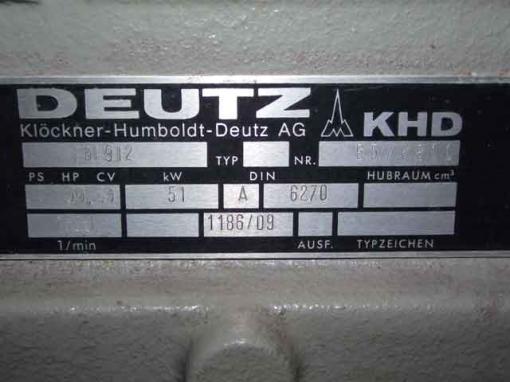 DEUTZ
Klöckner-Humboldt-Deutz AG KHD
912 TYP NR.
PS HP CV kW DIN HUBRAUM cm³
51 A 6270
1186/09
1/min AUSF. TYPZEICHEN